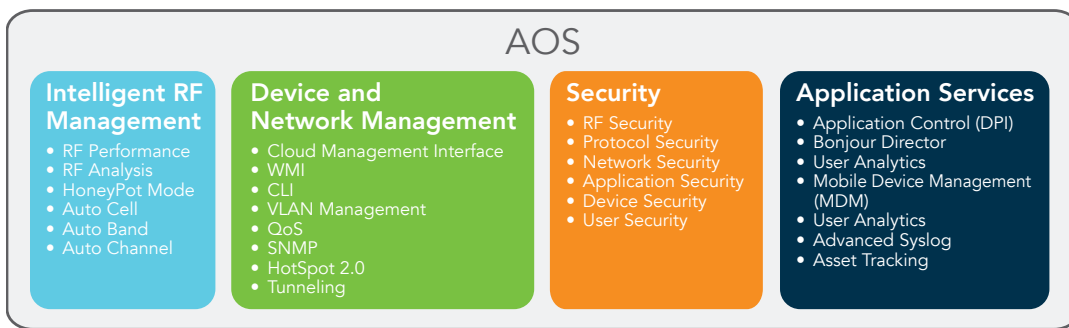 AOS
Intelligent RF
Management
• RF Performance
• RF Analysis
• HoneyPot Mode
• Auto Cell
• Auto Band
• Auto Channel
Device and
Network Management
• Cloud Management Interface
• WMI
• CLI
• VLAN Management
• QoS
• SNMP
• HotSpot 2.0
• Tunneling
Security
• RF Security
• Protocol Security
• Network Security
• Application Security
• Device Security
• User Security
Application Services
• Application Control (DPI)
• Bonjour Director
• User Analytics
• Mobile Device Management
(MDM)
• User Analytics
• Advanced Syslog
• Asset Tracking